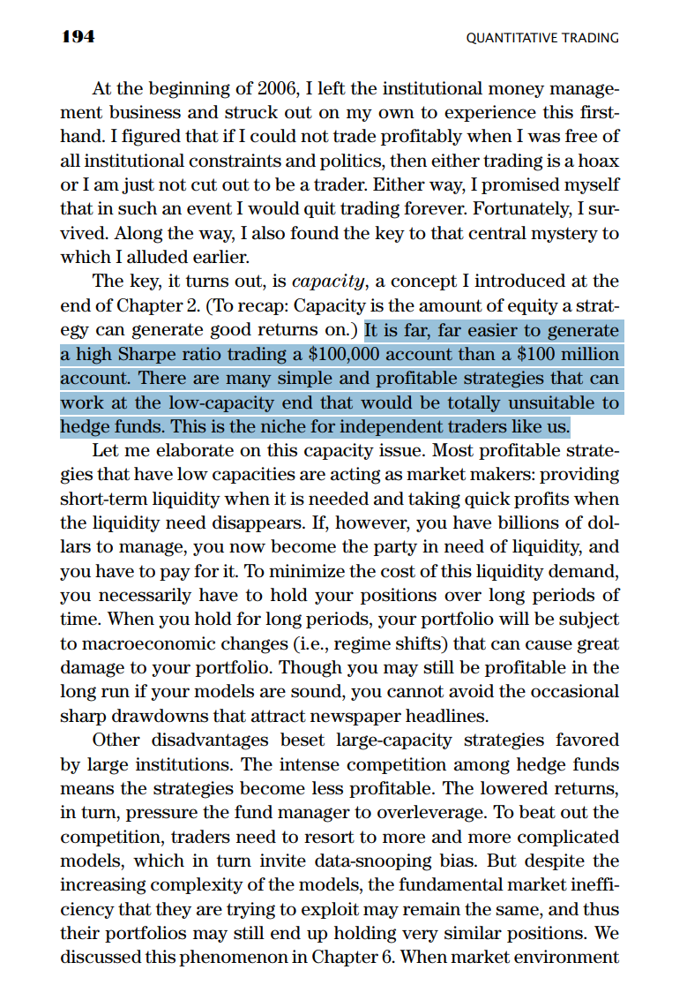 194
QUANTITATIVE TRADING
At the beginning of 2006, I left the institutional money manage-
ment business and struck out on my own to experience this first-
hand. I figured that if I could not trade profitably when I was free of
all institutional constraints and politics, then either trading is a hoax
or I am just not cut out to be a trader. Either way, I promised myself
that in such an event I would quit trading forever. Fortunately, I sur-
vived. Along the way, I also found the key to that central mystery to
which I alluded earlier.
The key, it turns out, is capacity, a concept I introduced at the
end of Chapter 2. (To recap: Capacity is the amount of equity a strat-
egy can generate good returns on.) It is far, far easier to generate
a high Sharpe ratio trading a $100,000 account than a $100 million
account. There are many simple and profitable strategies that can
work at the low-capacity end that would be totally unsuitable to
hedge funds. This is the niche for independent traders like us.
Let me elaborate on this capacity issue. Most profitable strate-
gies that have low capacities are acting as market makers: providing
short-term liquidity when it is needed and taking quick profits when
the liquidity need disappears. If, however, you have billions of dol-
lars to manage, you now become the party in need of liquidity, and
you have to pay for it. To minimize the cost of this liquidity demand,
you necessarily have to hold your positions over long periods of
time. When you hold for long periods, your portfolio will be subject
to macroeconomic changes (i.e., regime shifts) that can cause great
damage to your portfolio. Though you may still be profitable in the
long run if your models are sound, you cannot avoid the occasional
sharp drawdowns that attract newspaper headlines.
Other disadvantages beset large-capacity strategies favored
by large institutions. The intense competition among hedge funds
means the strategies become less profitable. The lowered returns,
in turn, pressure the fund manager to overleverage. To beat out the
competition, traders need to resort to more and more complicated
models, which in turn invite data-snooping bias. But despite the
increasing complexity of the models, the fundamental market ineffi-
ciency that they are trying to exploit may remain the same, and thus
their portfolios may still end up holding very similar positions. We
discussed this phenomenon in Chapter 6. When market environment